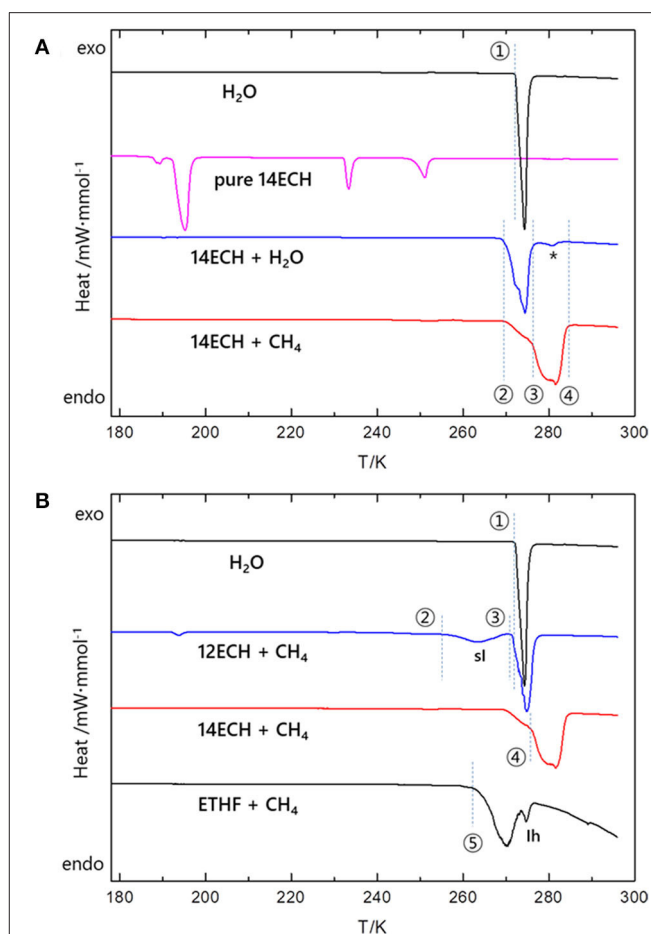 A
exo
①
H₂O
pure 14ECH
14ECH + H₂O
*
14ECH + CH₄
② ③ ④
endo
Heat /mW·mmol⁻¹
180 200 220 240 260 280 300
T/K
B
exo
①
H₂O
② ③
12ECH + CH₄
sI
14ECH + CH₄
④
ETHF + CH₄
⑤
Ih
endo
Heat /mW·mmol⁻¹
180 200 220 240 260 280 300
T/K